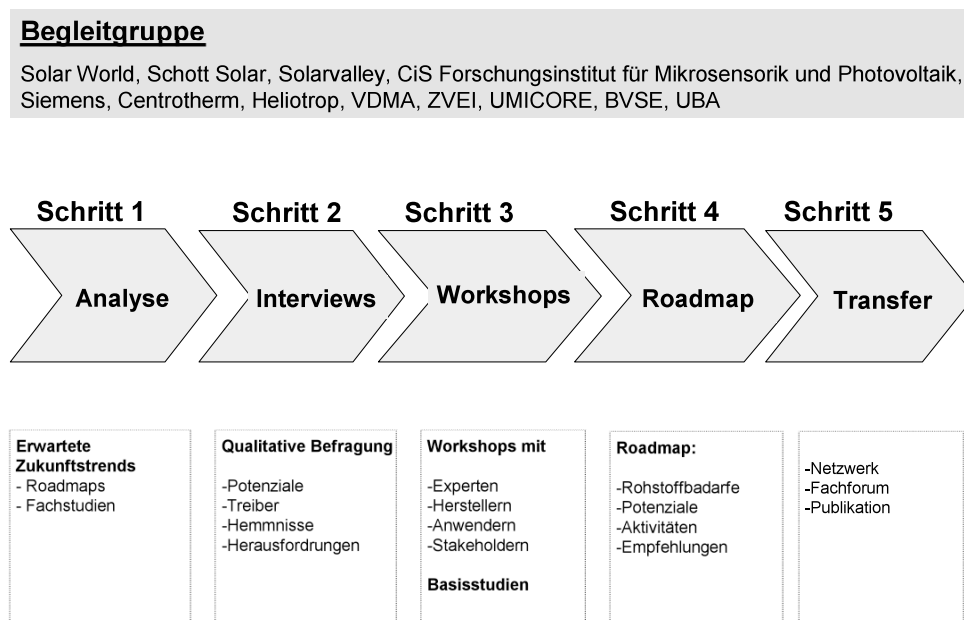 Begleitgruppe
Solar World, Schott Solar, Solarvalley, CiS Forschungsinstitut für Mikrosensorik und Photovoltaik,
Siemens, Centrotherm, Heliotrop, VDMA, ZVEI, UMICORE, BVSE, UBA
Schritt 1
Schritt 2
Schritt 3
Schritt 4
Schritt 5
Analyse
Interviews
Workshops
Roadmap
Transfer
Erwartete
Zukunftstrends
- Roadmaps
- Fachstudien
Qualitative Befragung
-Potenziale
-Treiber
-Hemmnisse
-Herausfordrungen
Workshops mit
-Experten
-Herstellern
-Anwendern
-Stakeholdern
Basisstudien
Roadmap:
-Rohstoffbadarfe
-Potenziale
-Aktivitäten
-Empfehlungen
-Netzwerk
-Fachforum
-Publikation